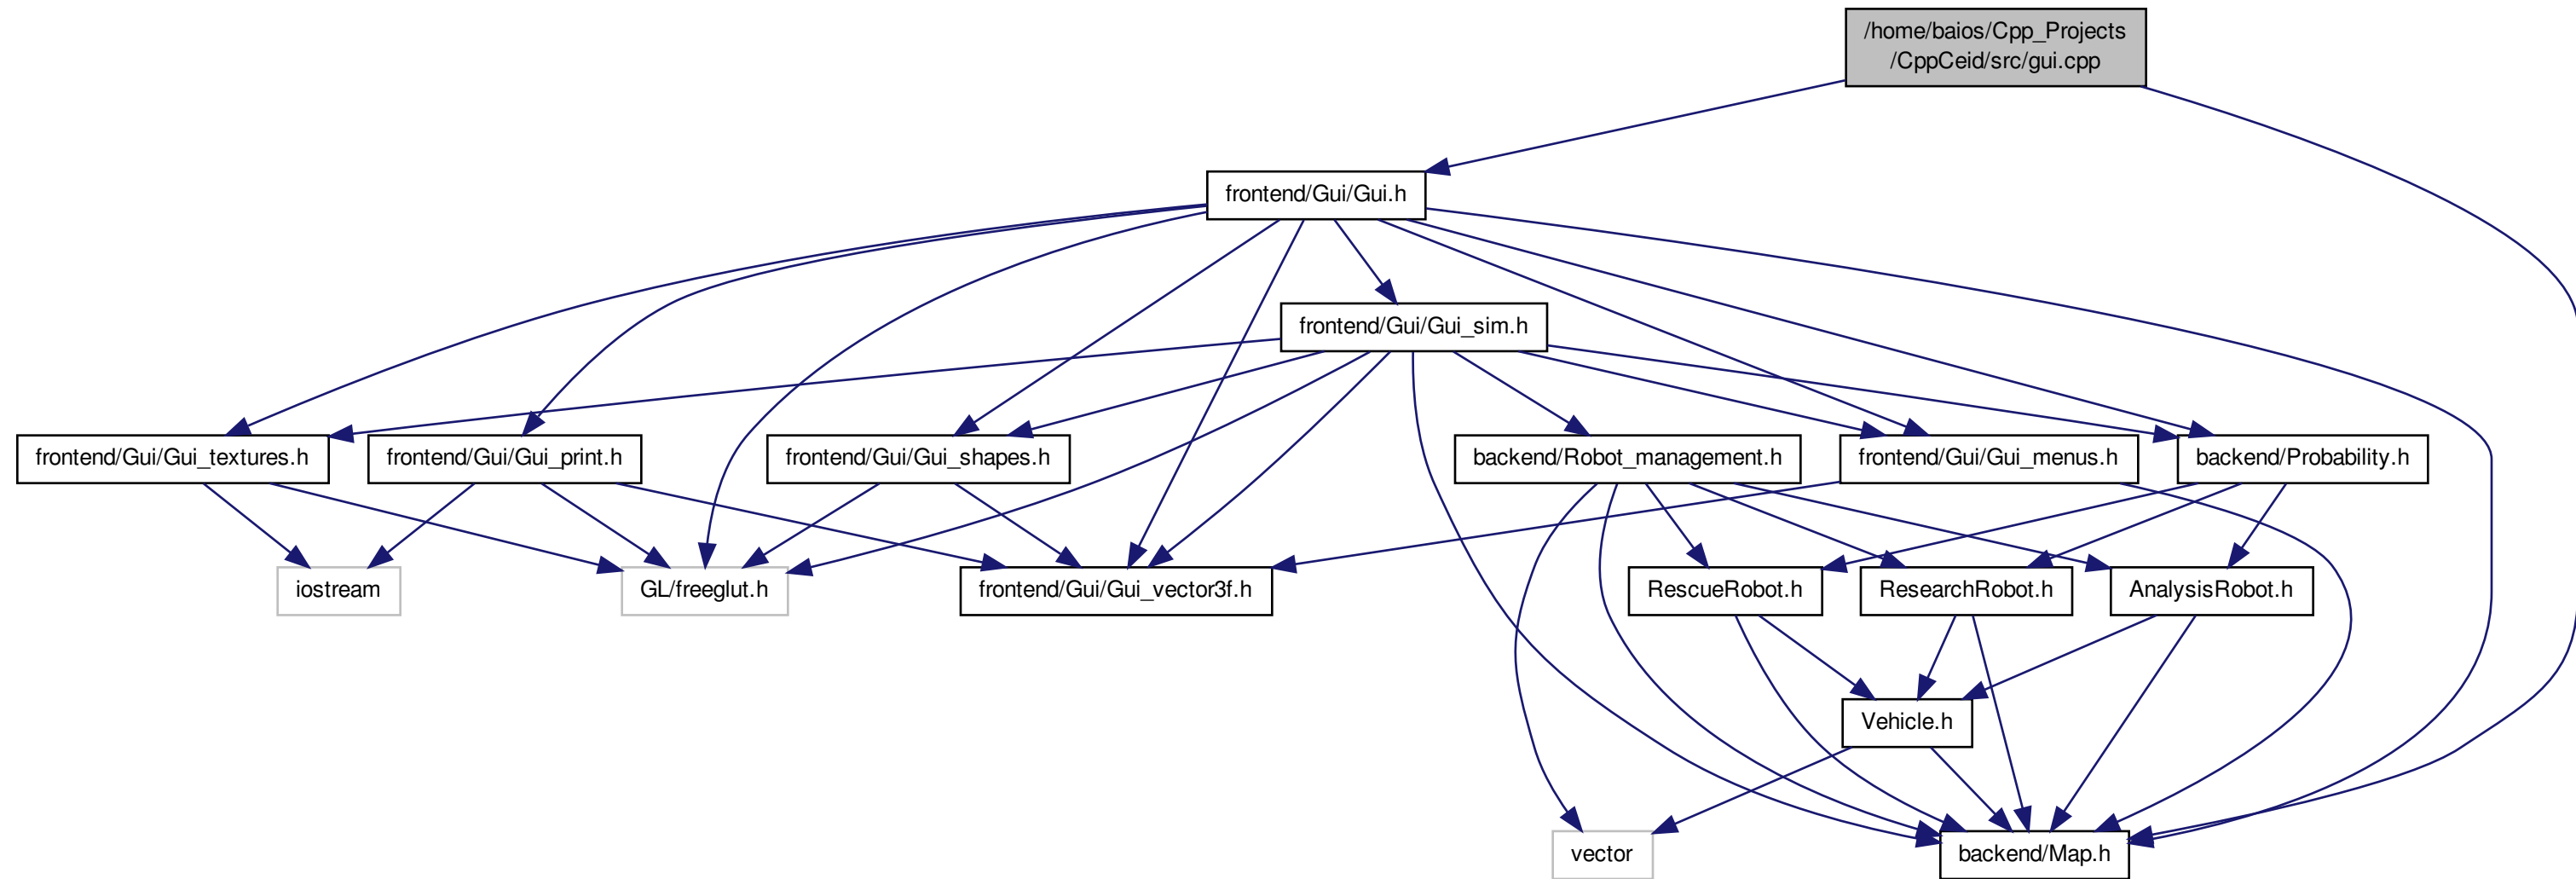 /home/baios/Cpp_Projects
/CppCeid/src/gui.cpp
frontend/Gui/Gui.h
frontend/Gui/Gui_sim.h
frontend/Gui/Gui_textures.h
frontend/Gui/Gui_print.h
frontend/Gui/Gui_shapes.h
backend/Robot_management.h
frontend/Gui/Gui_menus.h
backend/Probability.h
iostream
GL/freeglut.h
frontend/Gui/Gui_vector3f.h
RescueRobot.h
ResearchRobot.h
AnalysisRobot.h
Vehicle.h
vector
backend/Map.h